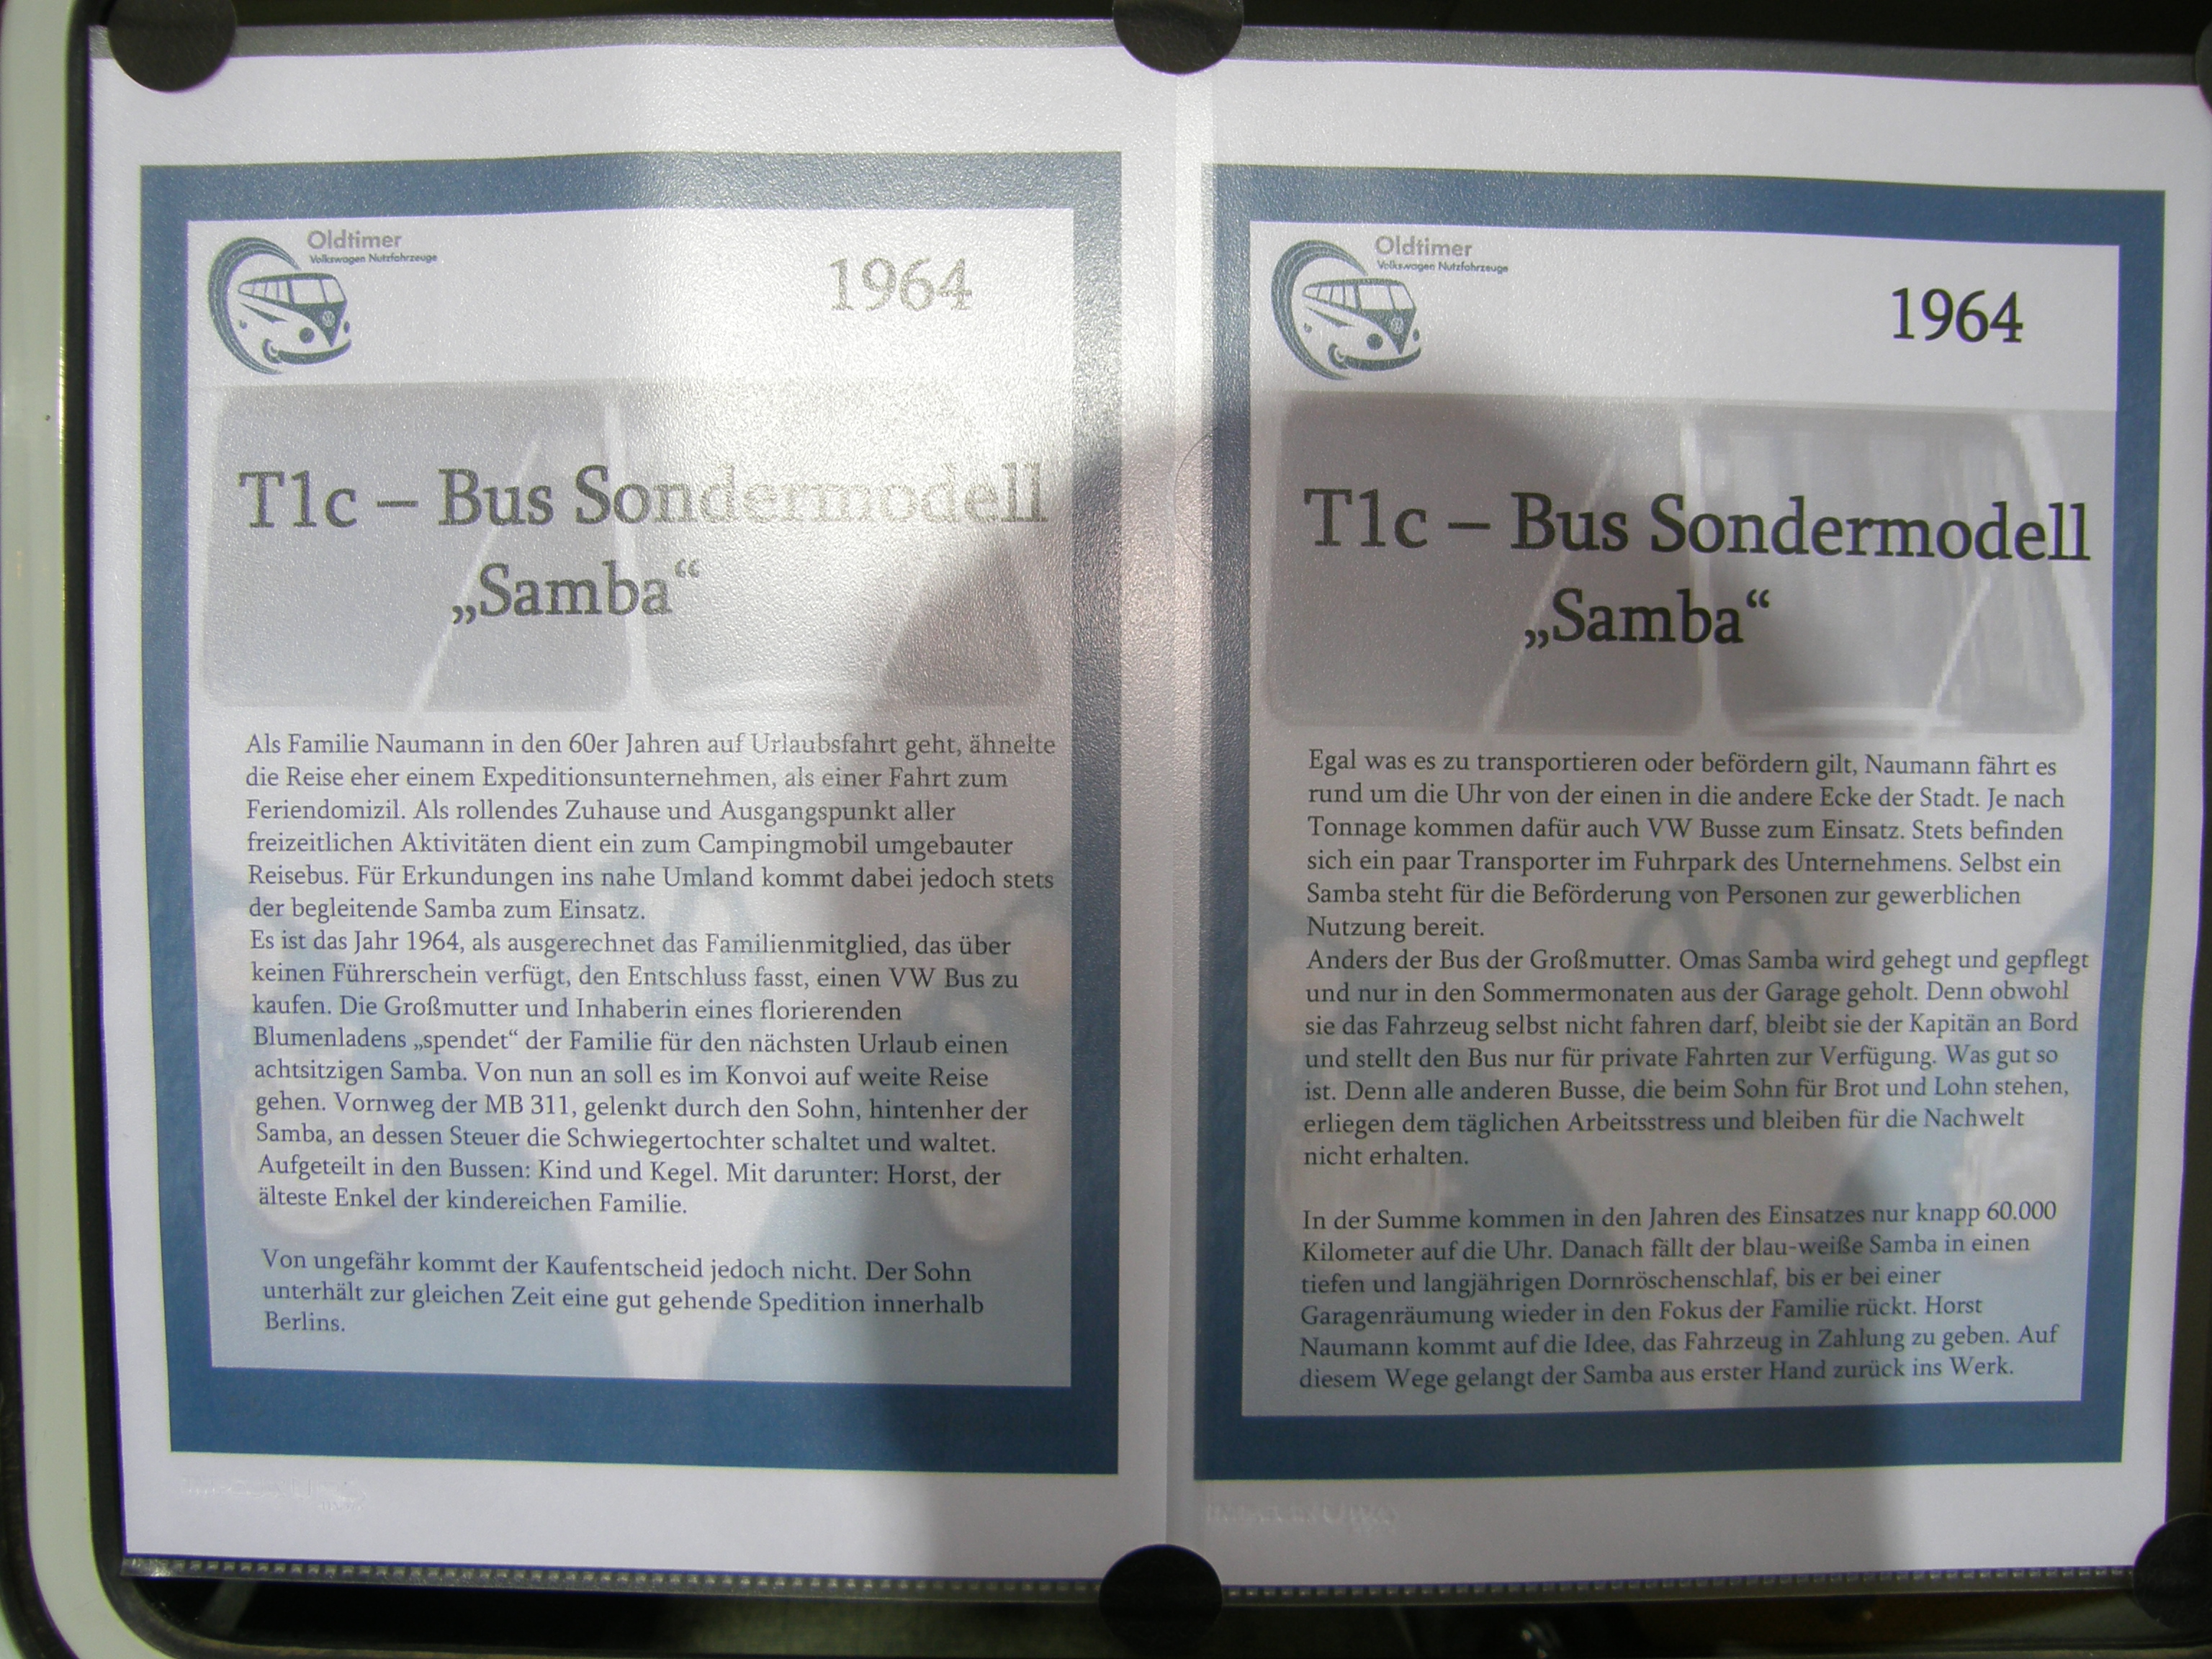 Oldtimer
Volkswagen Nutzfahrzeuge
1964
T1c – Bus Sondermodell
„Samba“
Als Familie Naumann in den 60er Jahren auf Urlaubsfahrt geht, ähnelte
die Reise eher einem Expeditionsunternehmen, als einer Fahrt zum
Feriendomizil. Als rollendes Zuhause und Ausgangspunkt aller
freizeitlichen Aktivitäten dient ein zum Campingmobil umgebauter
Reisebus. Für Erkundungen ins nahe Umland kommt dabei jedoch stets
der begleitende Samba zum Einsatz.
Es ist das Jahr 1964, als ausgerechnet das Familienmitglied, das über
keinen Führerschein verfügt, den Entschluss fasst, einen VW Bus zu
kaufen. Die Großmutter und Inhaberin eines florierenden
Blumenladens „spendet“ der Familie für den nächsten Urlaub einen
achtsitzigen Samba. Von nun an soll es im Konvoi auf weite Reise
gehen. Vornweg der MB 311, gelenkt durch den Sohn, hintenher der
Samba, an dessen Steuer die Schwiegertochter schaltet und waltet.
Aufgeteilt in den Bussen: Kind und Kegel. Mit darunter: Horst, der
älteste Enkel der kindereichen Familie.
Von ungefähr kommt der Kaufentscheid jedoch nicht. Der Sohn
unterhält zur gleichen Zeit eine gut gehende Spedition innerhalb
Berlins.
Oldtimer
Volkswagen Nutzfahrzeuge
1964
T1c – Bus Sondermodell
„Samba“
Egal was es zu transportieren oder befördern gilt, Naumann fährt es
rund um die Uhr von der einen in die andere Ecke der Stadt. Je nach
Tonnage kommen dafür auch VW Busse zum Einsatz. Stets befinden
sich ein paar Transporter im Fuhrpark des Unternehmens. Selbst ein
Samba steht für die Beförderung von Personen zur gewerblichen
Nutzung bereit.
Anders der Bus der Großmutter. Omas Samba wird gehegt und gepflegt
und nur in den Sommermonaten aus der Garage geholt. Denn obwohl
sie das Fahrzeug selbst nicht fahren darf, bleibt sie der Kapitän an Bord
und stellt den Bus nur für private Fahrten zur Verfügung. Was gut so
ist. Denn alle anderen Busse, die beim Sohn für Brot und Lohn stehen,
erliegen dem täglichen Arbeitsstress und bleiben für die Nachwelt
nicht erhalten.
In der Summe kommen in den Jahren des Einsatzes nur knapp 60.000
Kilometer auf die Uhr. Danach fällt der blau-weiße Samba in einen
tiefen und langjährigen Dornröschenschlaf, bis er bei einer
Garagenräumung wieder in den Fokus der Familie rückt. Horst
Naumann kommt auf die Idee, das Fahrzeug in Zahlung zu geben. Auf
diesem Wege gelangt der Samba aus erster Hand zurück ins Werk.